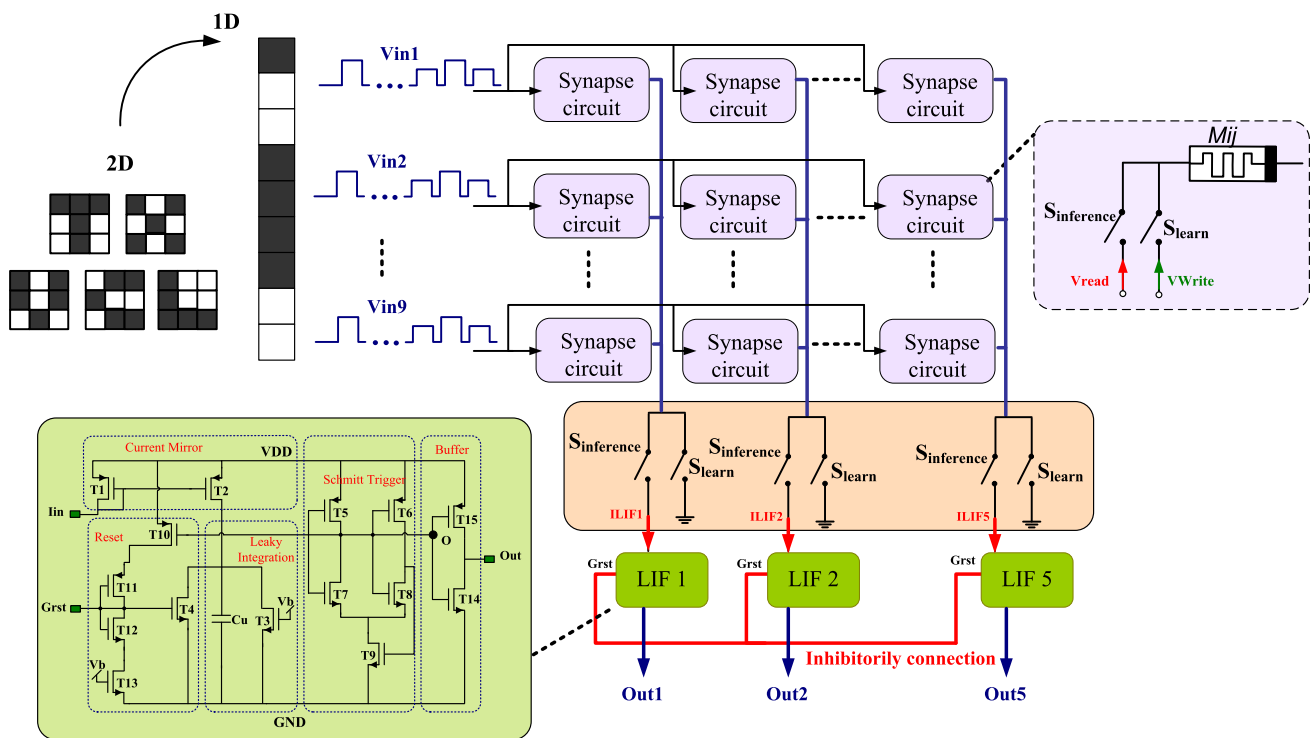 1D
2D
Vin1
Vin2
Vin9
Synapse
circuit
Synapse
circuit
Synapse
circuit
Synapse
circuit
Synapse
circuit
Synapse
circuit
Synapse
circuit
Synapse
circuit
Synapse
circuit
Mij
Sinference
Slearn
Vread
VWrite
Sinference
Slearn
Sinference
Slearn
Sinference
Slearn
ILIF1
ILIF2
ILIF5
Grst
Grst
Grst
LIF 1
LIF 2
LIF 5
Inhibitorily connection
Out1
Out2
Out5
Current Mirror
VDD
Buffer
Schmitt Trigger
T1
T2
T5
T6
T15
Iin
Reset
T10
Leaky
Integration
O
Out
T11
T7
T8
T14
Grst
T4
Vb
T12
Cu
T3
Vb
T9
T13
GND